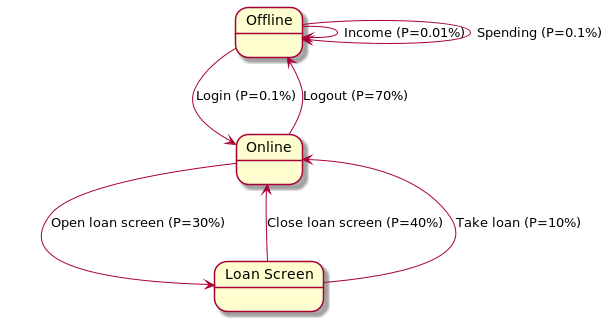 Offline
Income (P=0.01%)
Spending (P=0.1%)
Login (P=0.1%)
Logout (P=70%)
Online
Open loan screen (P=30%)
Close loan screen (P=40%)
Take loan (P=10%)
Loan Screen